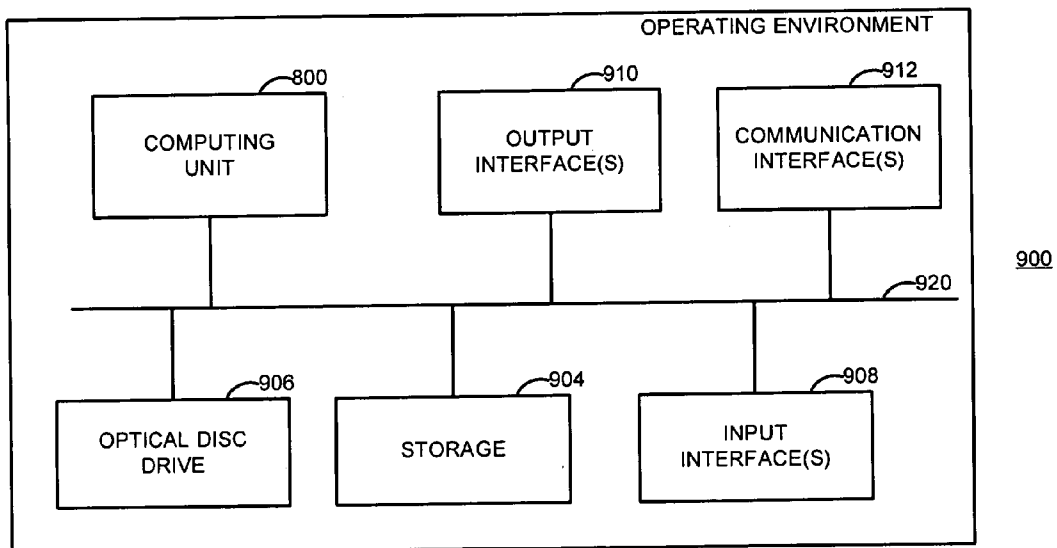 OPERATING ENVIRONMENT
800
910
912
COMPUTING
UNIT
OUTPUT
INTERFACE(S)
COMMUNICATION
INTERFACE(S)
900
920
906
904
908
OPTICAL DISC
DRIVE
STORAGE
INPUT
INTERFACE(S)